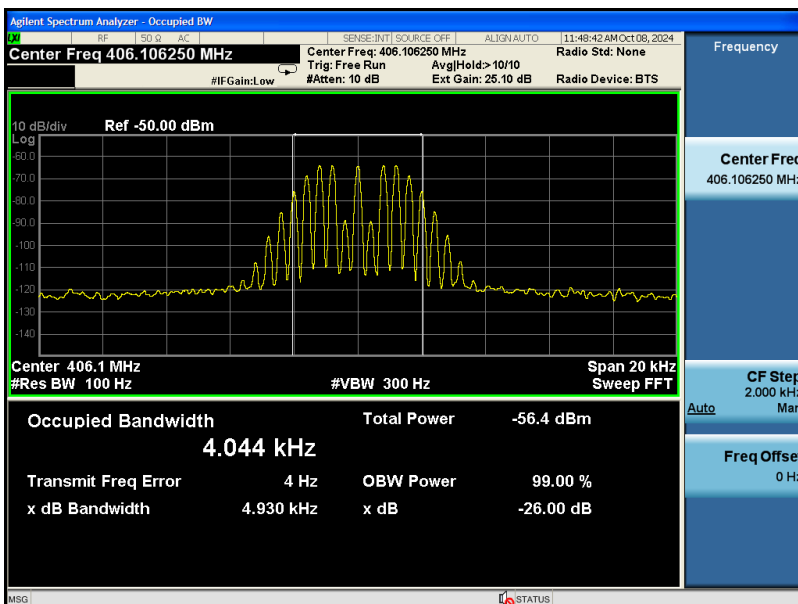 Agilent Spectrum Analyzer - Occupied BW
LXI RF 50 Ω AC SENSE:INT SOURCE OFF ALIGN AUTO 11:48:42 AM Oct 08, 2024
Center Freq 406.106250 MHz
Center Freq: 406.106250 MHz
Radio Std: None
Trig: Free Run
Avg|Hold:>10/10
#IFGain:Low
#Atten: 10 dB
Ext Gain: 25.10 dB
Radio Device: BTS
10 dB/div
Ref -50.00 dBm
Log
-60.0
-70.0
-80.0
-90.0
-100
-110
-120
-130
-140
Center 406.1 MHz
Span 20 kHz
#Res BW 100 Hz
#VBW 300 Hz
Sweep FFT
Occupied Bandwidth
4.044 kHz
Total Power -56.4 dBm
Transmit Freq Error 4 Hz
OBW Power 99.00 %
x dB Bandwidth 4.930 kHz
x dB -26.00 dB
Frequency
Center Freq
406.106250 MHz
CF Step
2.000 kHz
Auto Man
Freq Offset
0 Hz
MSG
STATUS